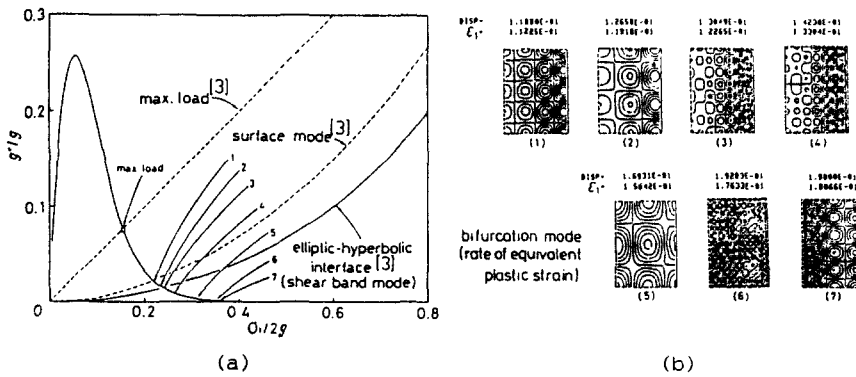 (a)
g*/g
0.3
0.2
0.1
0
0.2
0.4
0.6
0.8
σ₁/2g
max. load [3]
surface mode [3]
max load
1
2
3
4
5
6
7
elliptic-hyperbolic
interface [3]
(shear band mode)
(a)
(b)
DISP=
ε₁=
(1)
(2)
(3)
(4)
DISP=
ε₁=
bifurcation mode
(rate of equivalent
plastic strain)
(5)
(6)
(7)
(b)